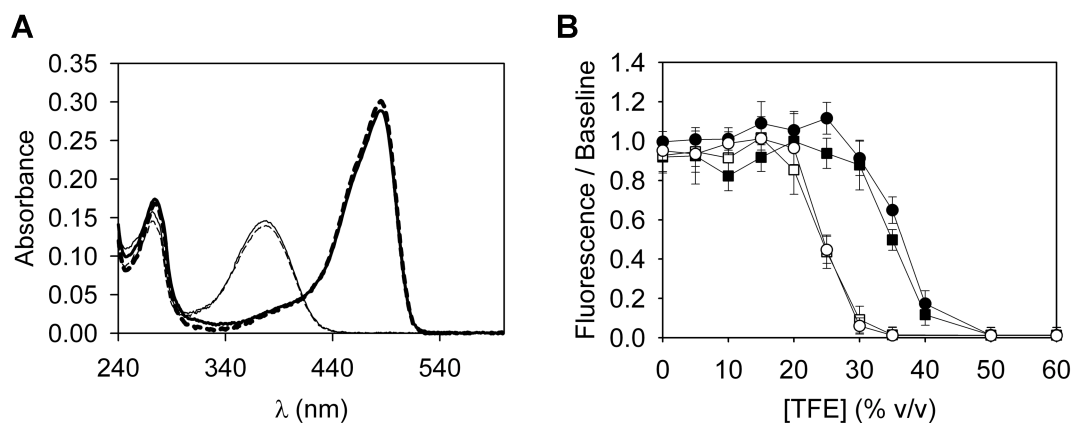 A
B
Absorbance
0.35
0.30
0.25
0.20
0.15
0.10
0.05
0.00
240 340 440 540
λ (nm)
Fluorescence / Baseline
1.4
1.2
1.0
0.8
0.6
0.4
0.2
0.0
0 10 20 30 40 50 60
[TFE] (% v/v)